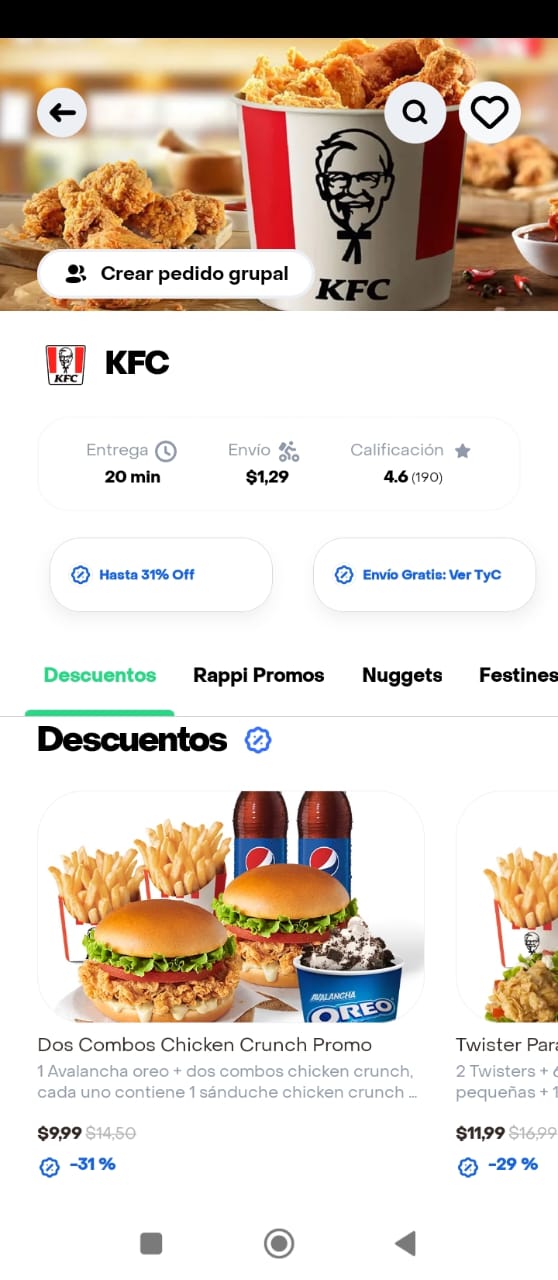 KFC
Crear pedido grupal
KFC
KFC
Entrega
Envío
Calificación
20 min
$1,29
4.6 (190)
Hasta 31% Off
Envío Gratis: Ver TyC
Descuentos
Rappi Promos
Nuggets
Festines
Descuentos
AVALANCHA
OREO
Dos Combos Chicken Crunch Promo
1 Avalancha oreo + dos combos chicken crunch,
cada uno contiene 1 sánduche chicken crunch ...
$9,99 $14,50
-31 %
Twister Par
2 Twisters + 6
pequeñas + 1
$11,99 $16,99
-29 %